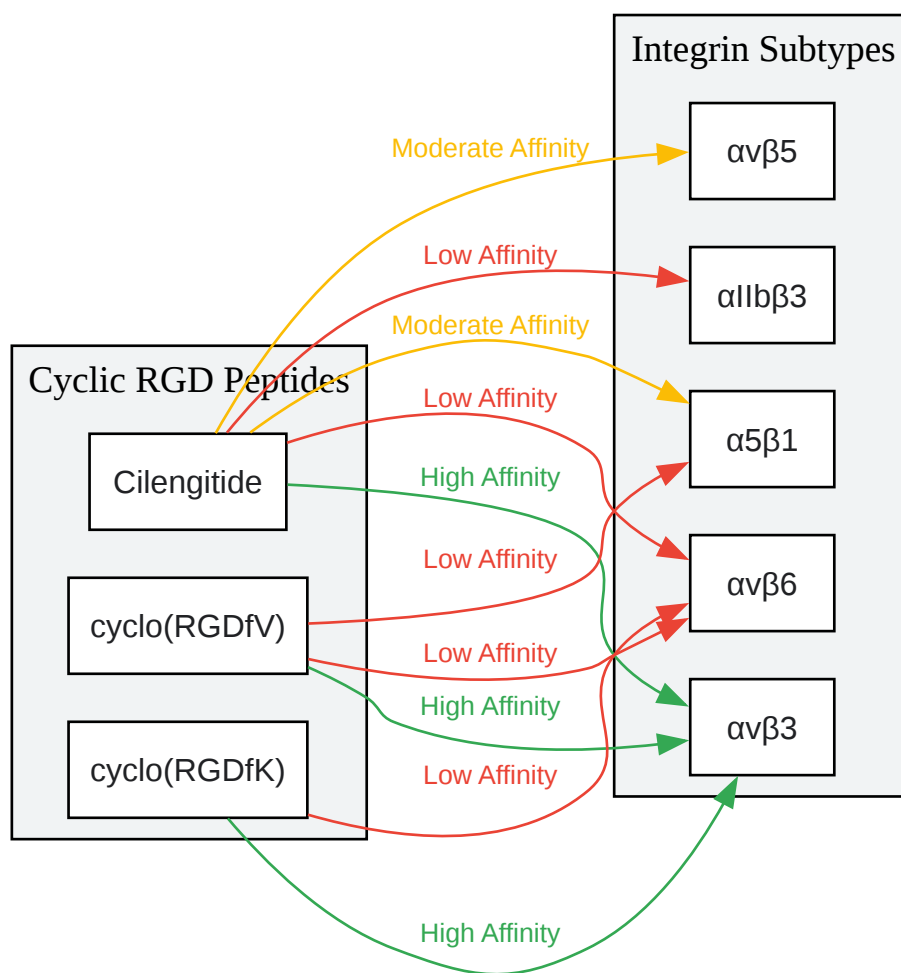 Integrin Subtypes
αvβ5
Moderate Affinity
Low Affinity
αIIbβ3
Moderate Affinity
Cyclic RGD Peptides
Low Affinity
α5β1
Cilengitide
High Affinity
Low Affinity
αvβ6
cyclo(RGDfV)
Low Affinity
High Affinity
αvβ3
cyclo(RGDfK)
Low Affinity
High Affinity